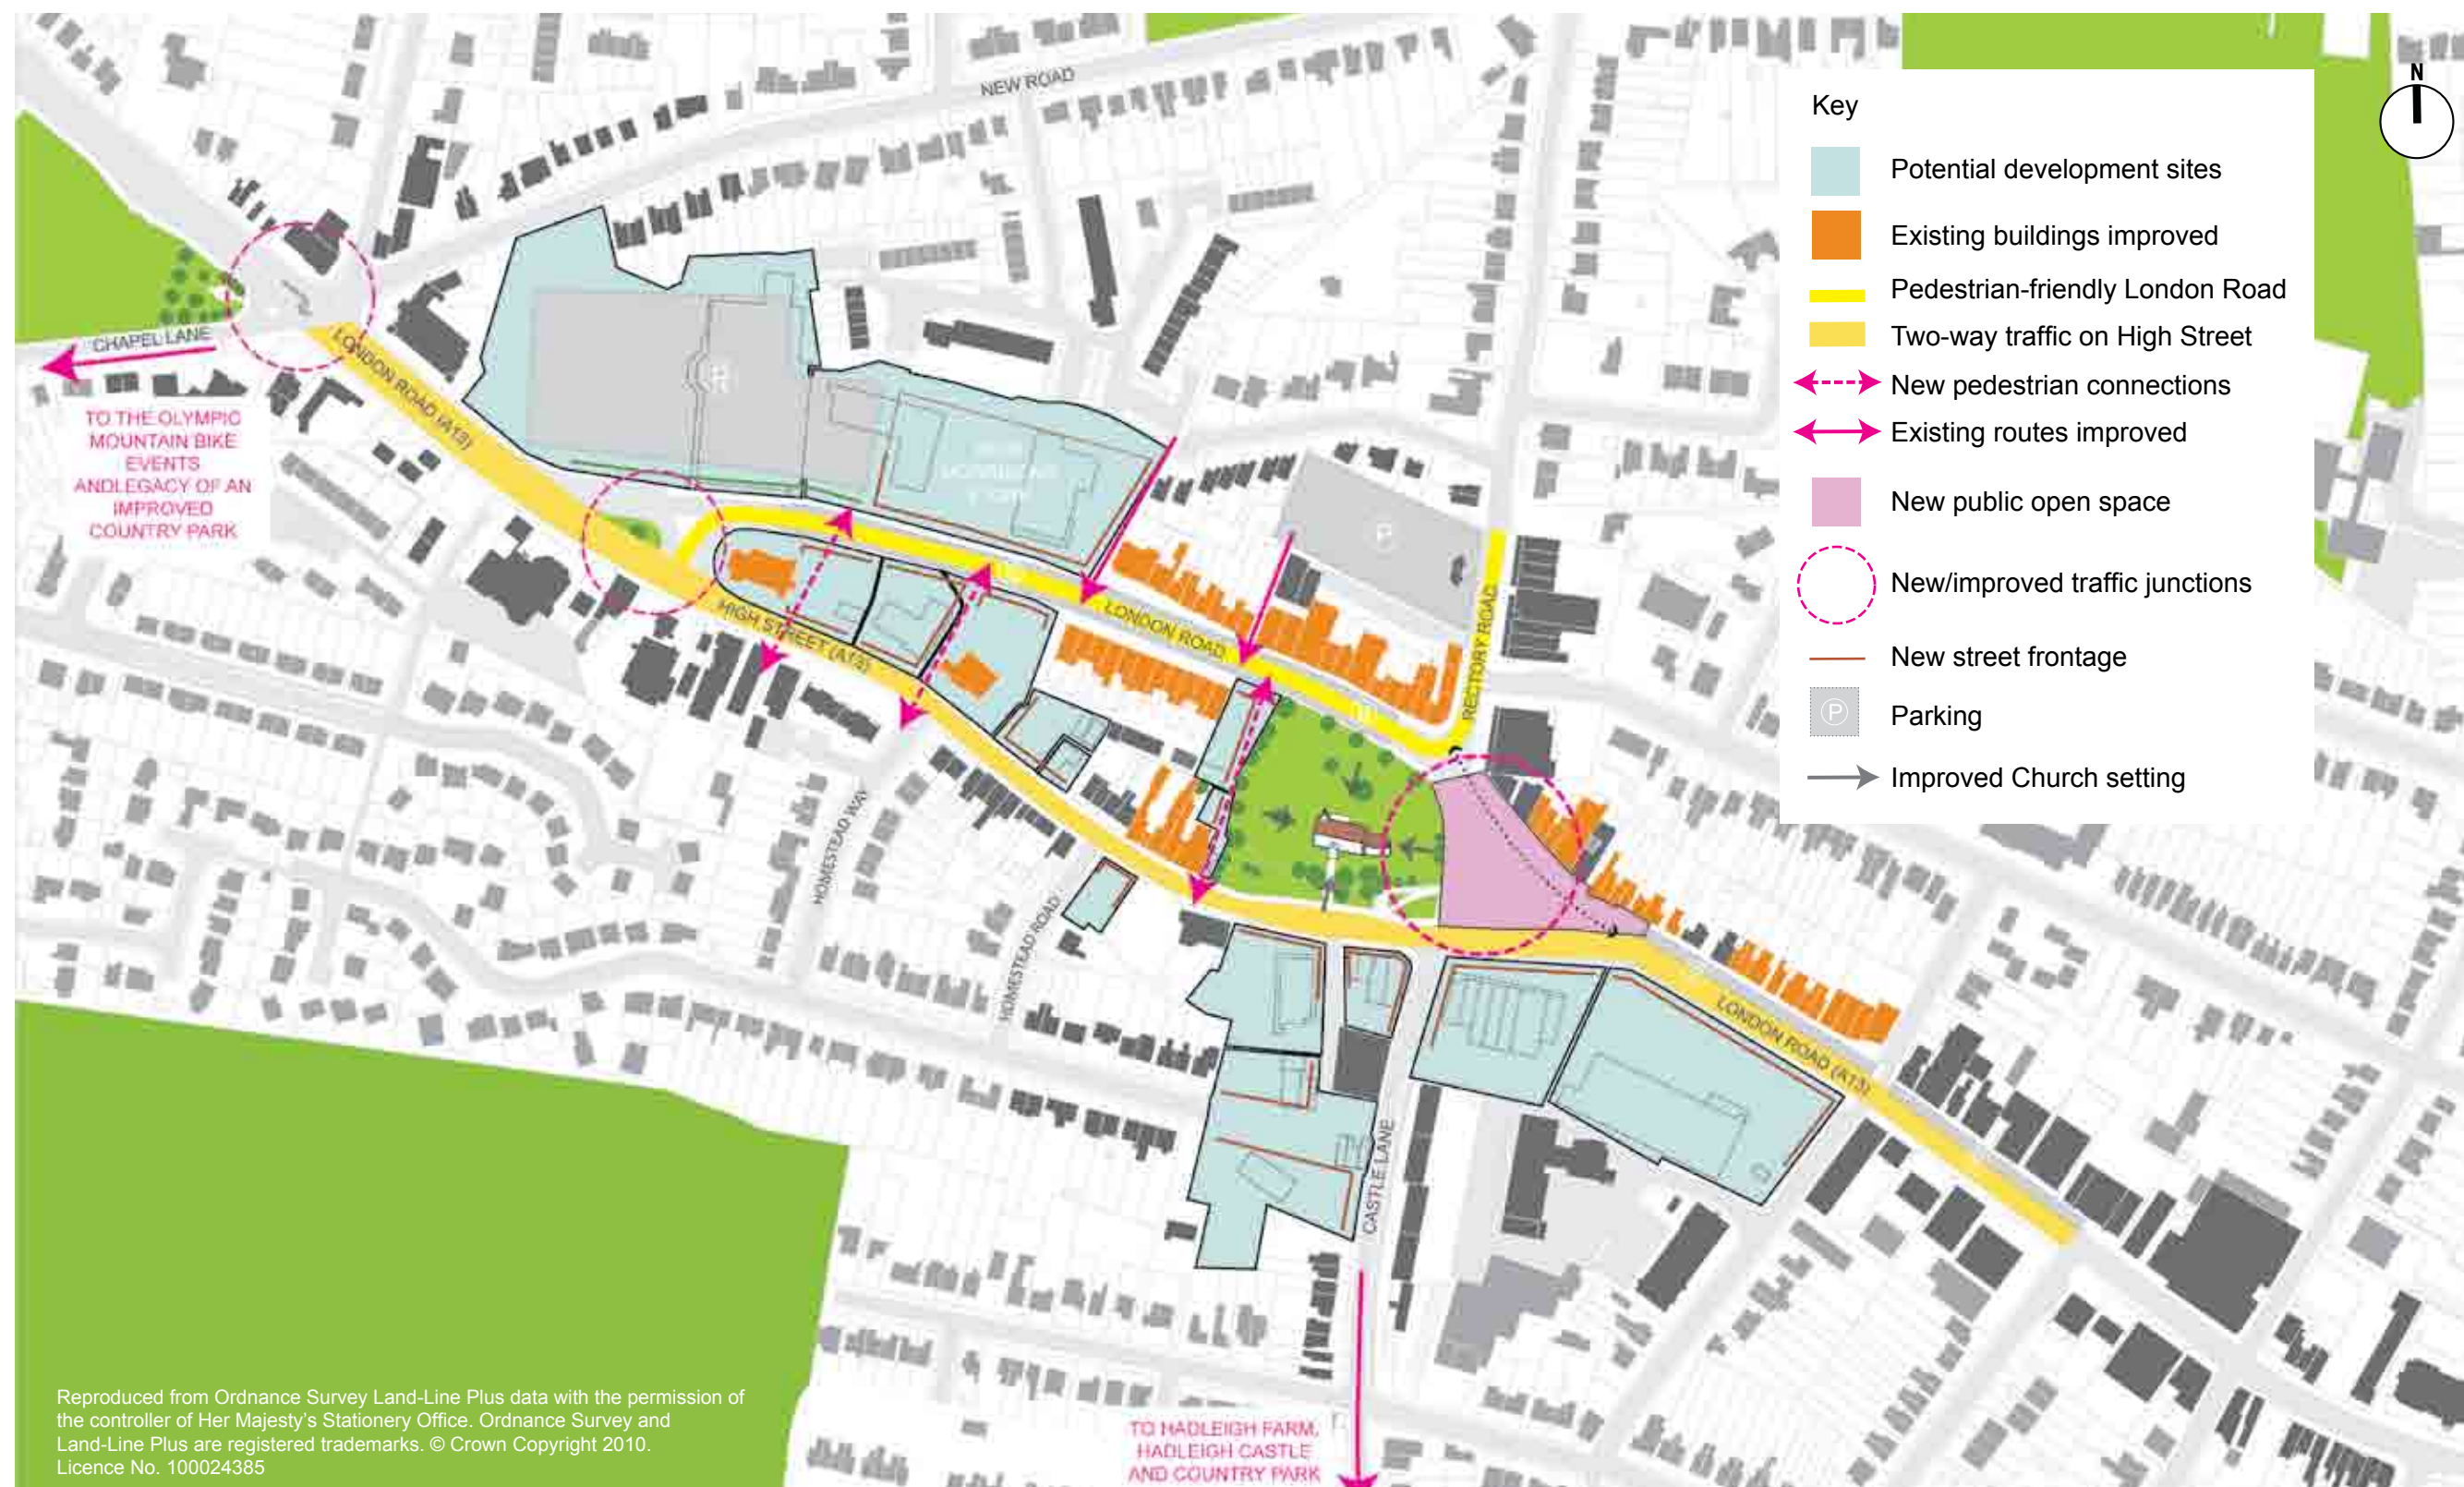 NEW ROAD
N
Key
Potential development sites
Existing buildings improved
Pedestrian-friendly London Road
Two-way traffic on High Street
New pedestrian connections
Existing routes improved
New public open space
New/improved traffic junctions
New street frontage
P
Parking
Improved Church setting
CHAPEL LANE
LONDON ROAD (A13)
TO THE OLYMPIC
MOUNTAIN BIKE
EVENTS
ANDLEGACY OF AN
IMPROVED
COUNTRY PARK
P
HIGH STREET (A13)
LONDON ROAD
RECTORY ROAD
HOMESTEAD WAY
HOMESTEAD ROAD
LONDON ROAD (A13)
CASTLE LANE
Reproduced from Ordnance Survey Land-Line Plus data with the permission of
the controller of Her Majesty's Stationery Office. Ordnance Survey and
Land-Line Plus are registered trademarks. © Crown Copyright 2010.
Licence No. 100024385
TO HADLEIGH FARM,
HADLEIGH CASTLE
AND COUNTRY PARK